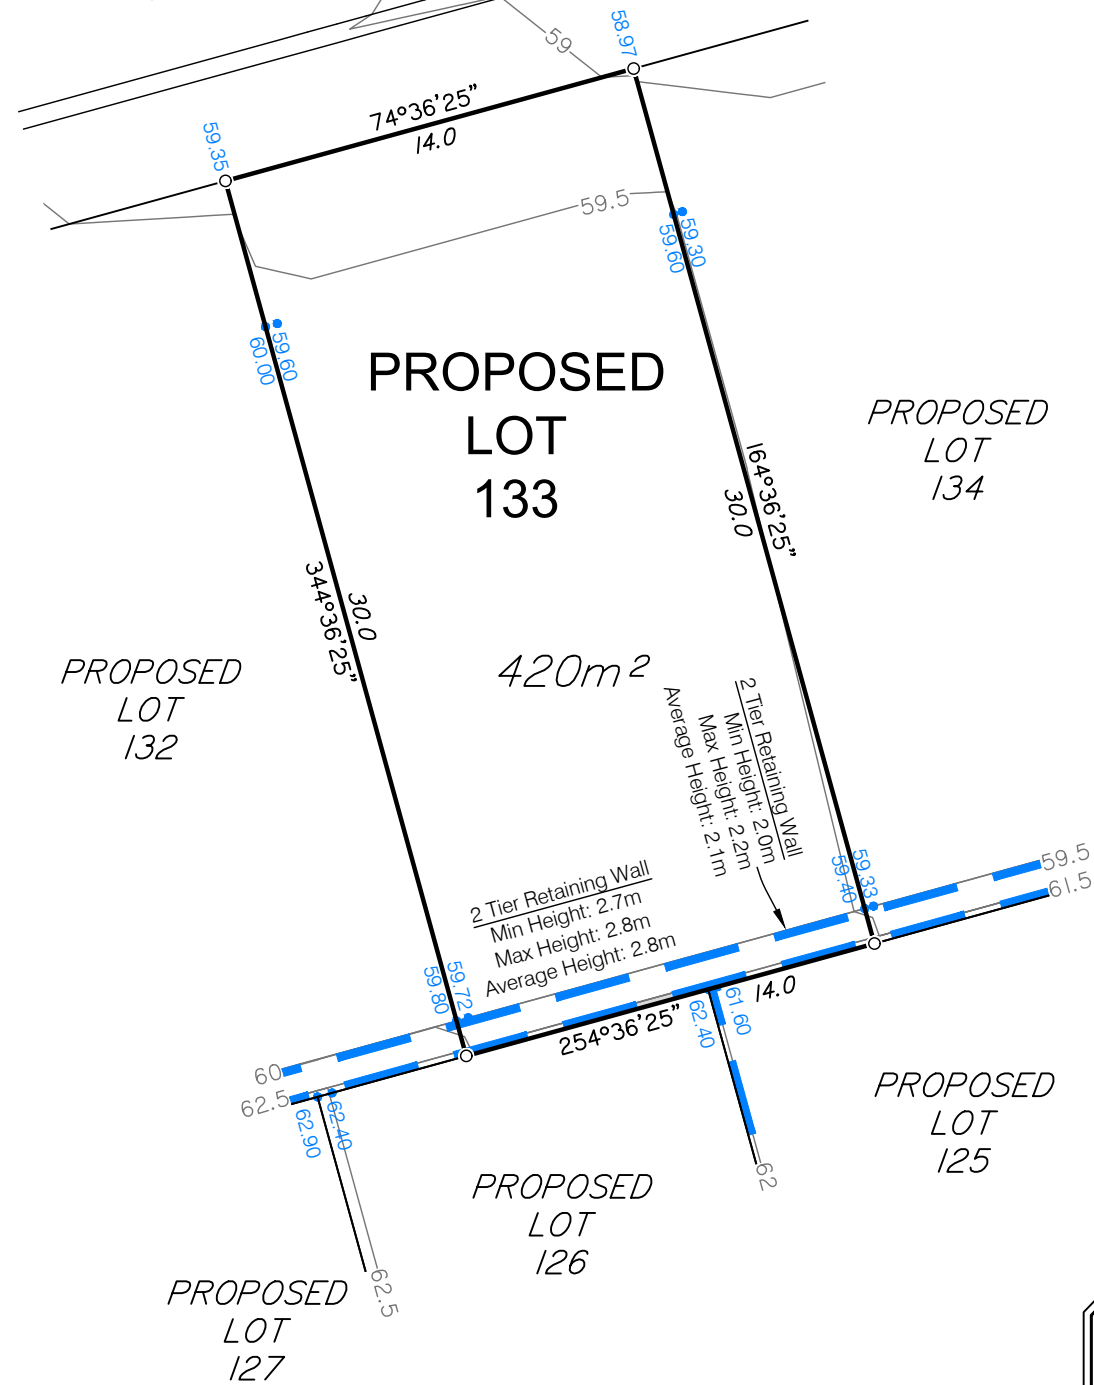 59
58.97
74°36'25"
14.0
59.35
59.5
59.30
59.60
59.60
60.00
PROPOSED
LOT
133
PROPOSED
LOT
134
164°36'25"
30.0
344°36'25"
30.0
420m²
PROPOSED
LOT
132
2 Tier Retaining Wall
Min Height: 2.0m
Max Height: 2.2m
Average Height: 2.1m
59.33
59.40
59.5
61.5
2 Tier Retaining Wall
Min Height: 2.7m
Max Height: 2.8m
Average Height: 2.8m
59.72
59.80
14.0
254°36'25"
61.60
62.40
60
62.5
62.40
62.90
PROPOSED
LOT
125
62
PROPOSED
LOT
126
62.5
PROPOSED
LOT
127